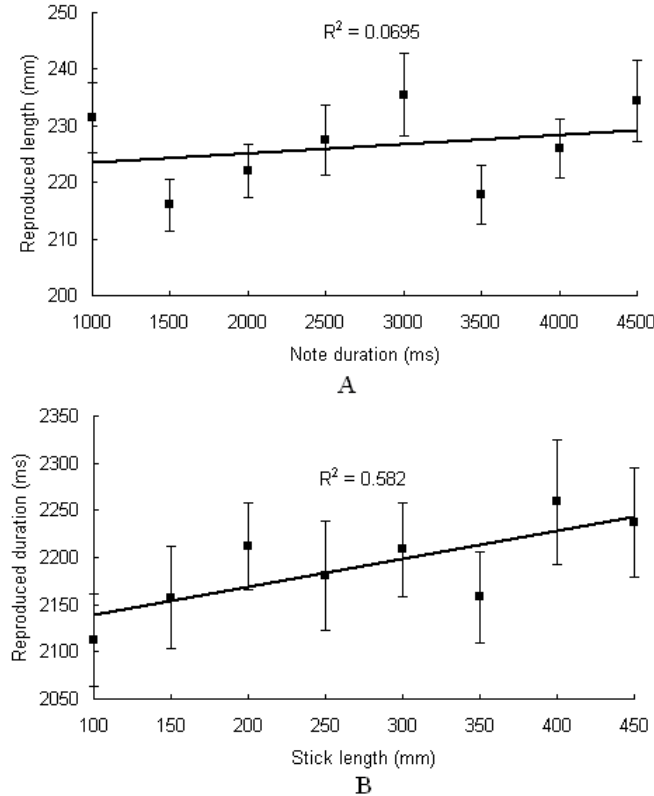 250
R² = 0.0695
240
230
220
210
200
Reproduced length (mm)
1000 1500 2000 2500 3000 3500 4000 4500
Note duration (ms)
A
2350
2300
R² = 0.582
2250
2200
2150
2100
2050
Reproduced duration (ms)
100 150 200 250 300 350 400 450
Stick length (mm)
B